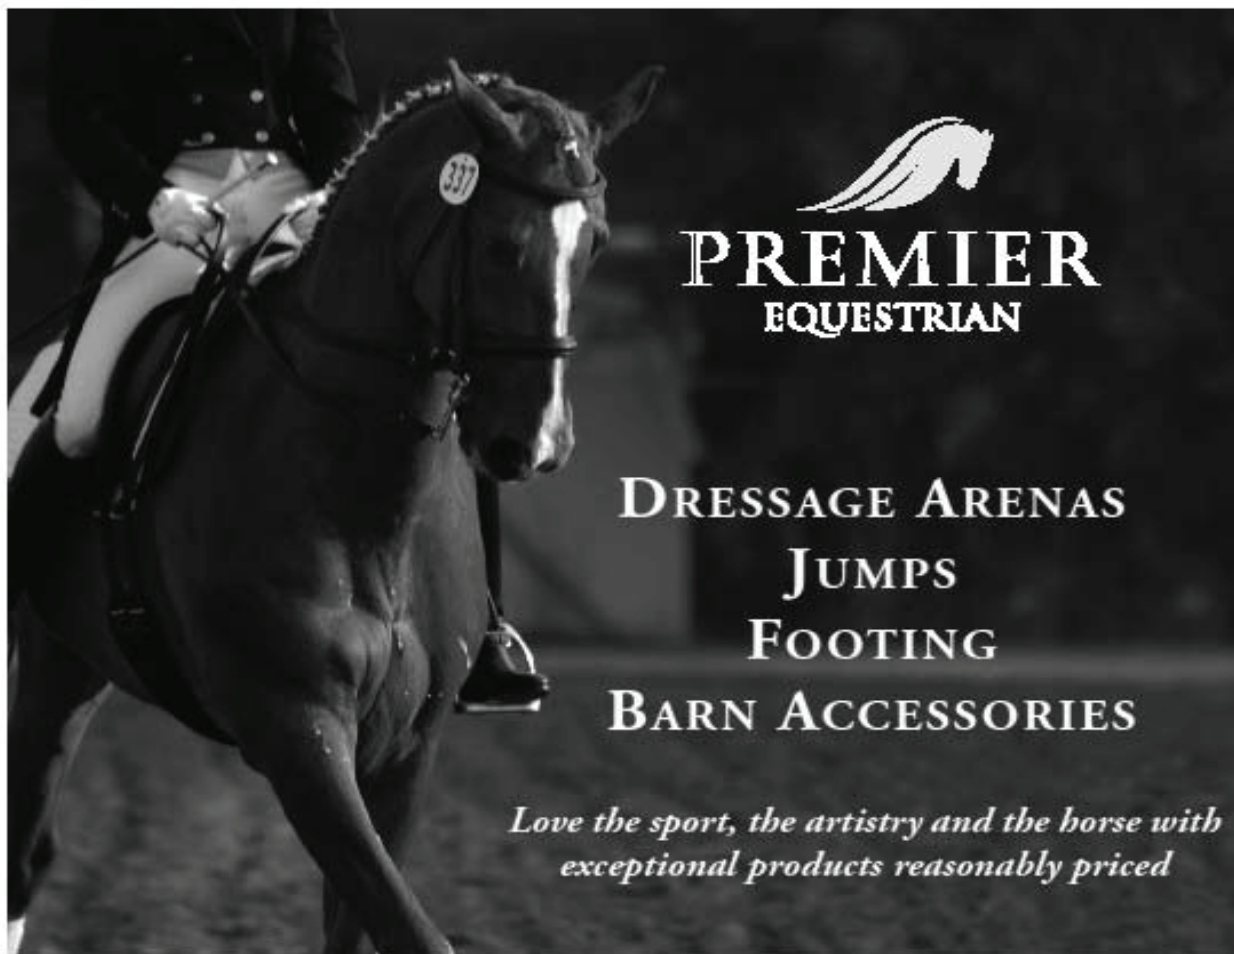 337
PREMIER
EQUESTRIAN
DRESSAGE ARENAS
JUMPS
FOOTING
BARN ACCESSORIES
Love the sport, the artistry and the horse with
exceptional products reasonably priced